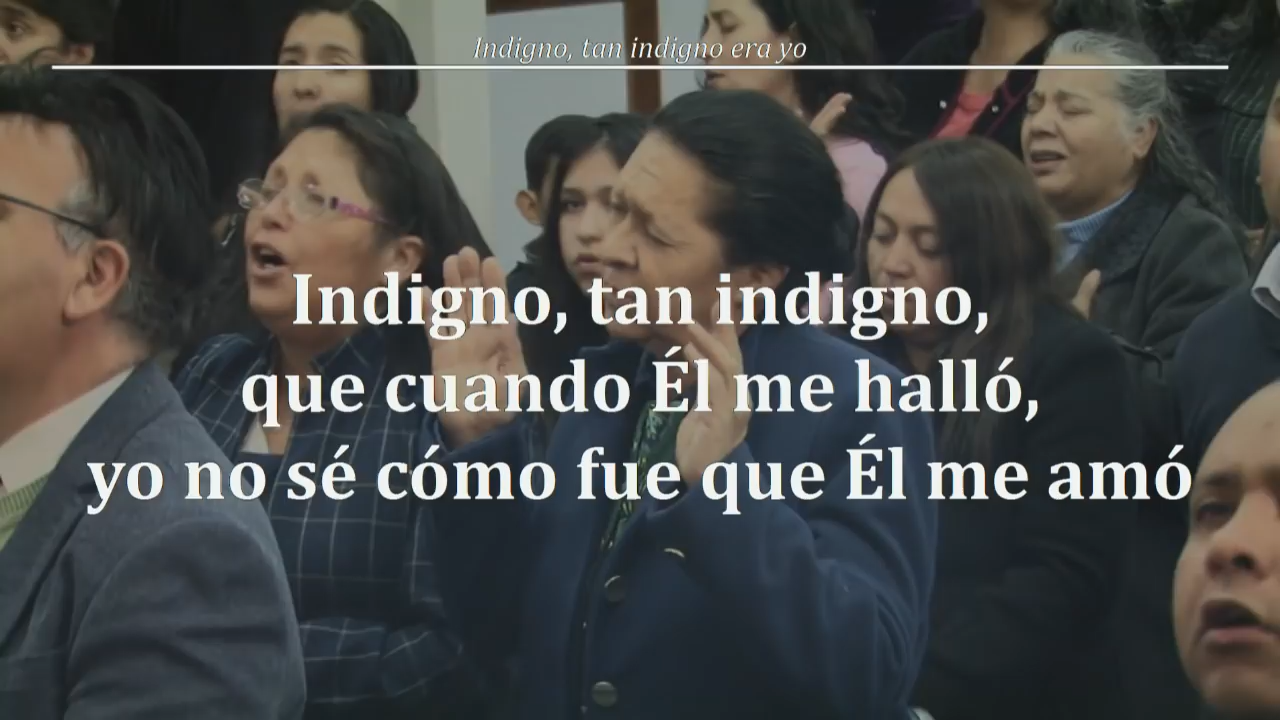 Indigno, tan indigno era yo
Indigno, tan indigno,
que cuando Él me halló,
yo no sé cómo fue que Él me amó